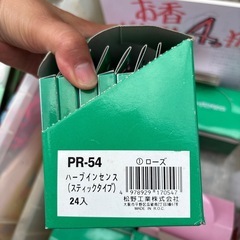 お香
PR-54
ハーブインセンス
(スティックタイプ)
24入
①ローズ
4 978929 170547
松野工業株式会社
MADE IN R.O.C.